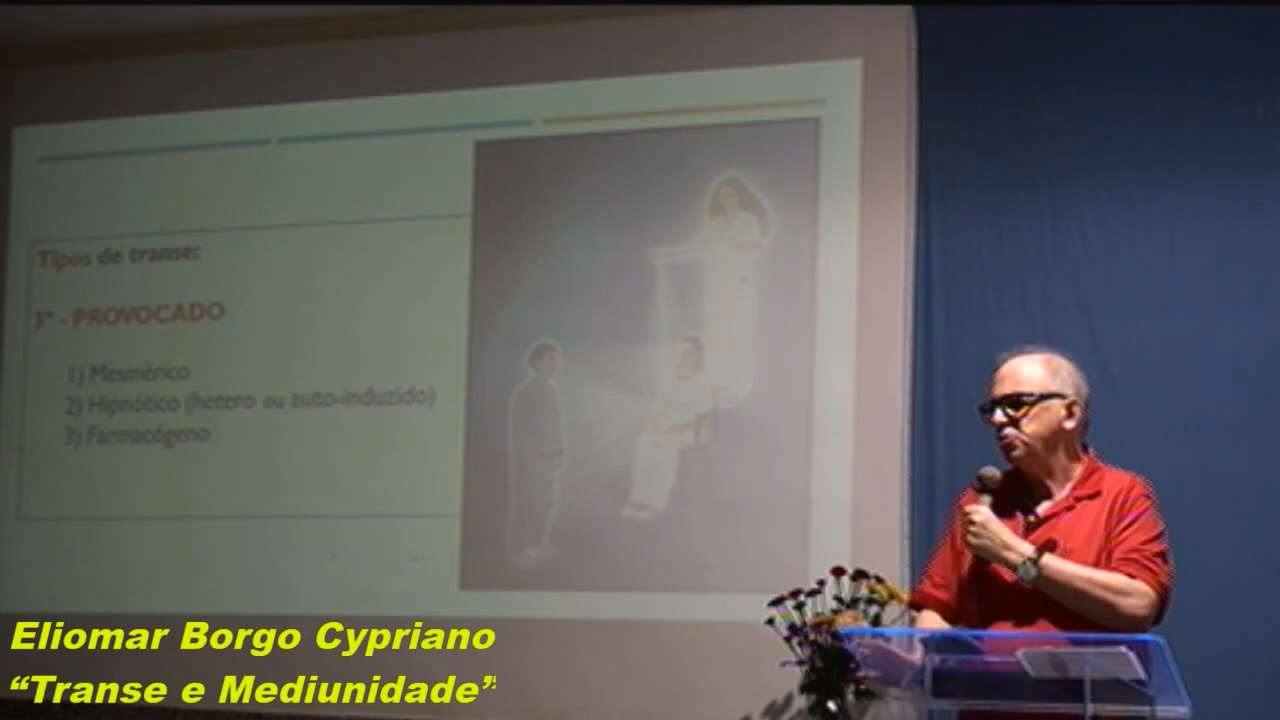 Tipos de transe:
3º - PROVOCADO
1) Mesmérico
2) Hipnótico (hetero ou auto-induzido)
3) Farmacógeno
Eliomar Borgo Cypriano
“Transe e Mediunidade”